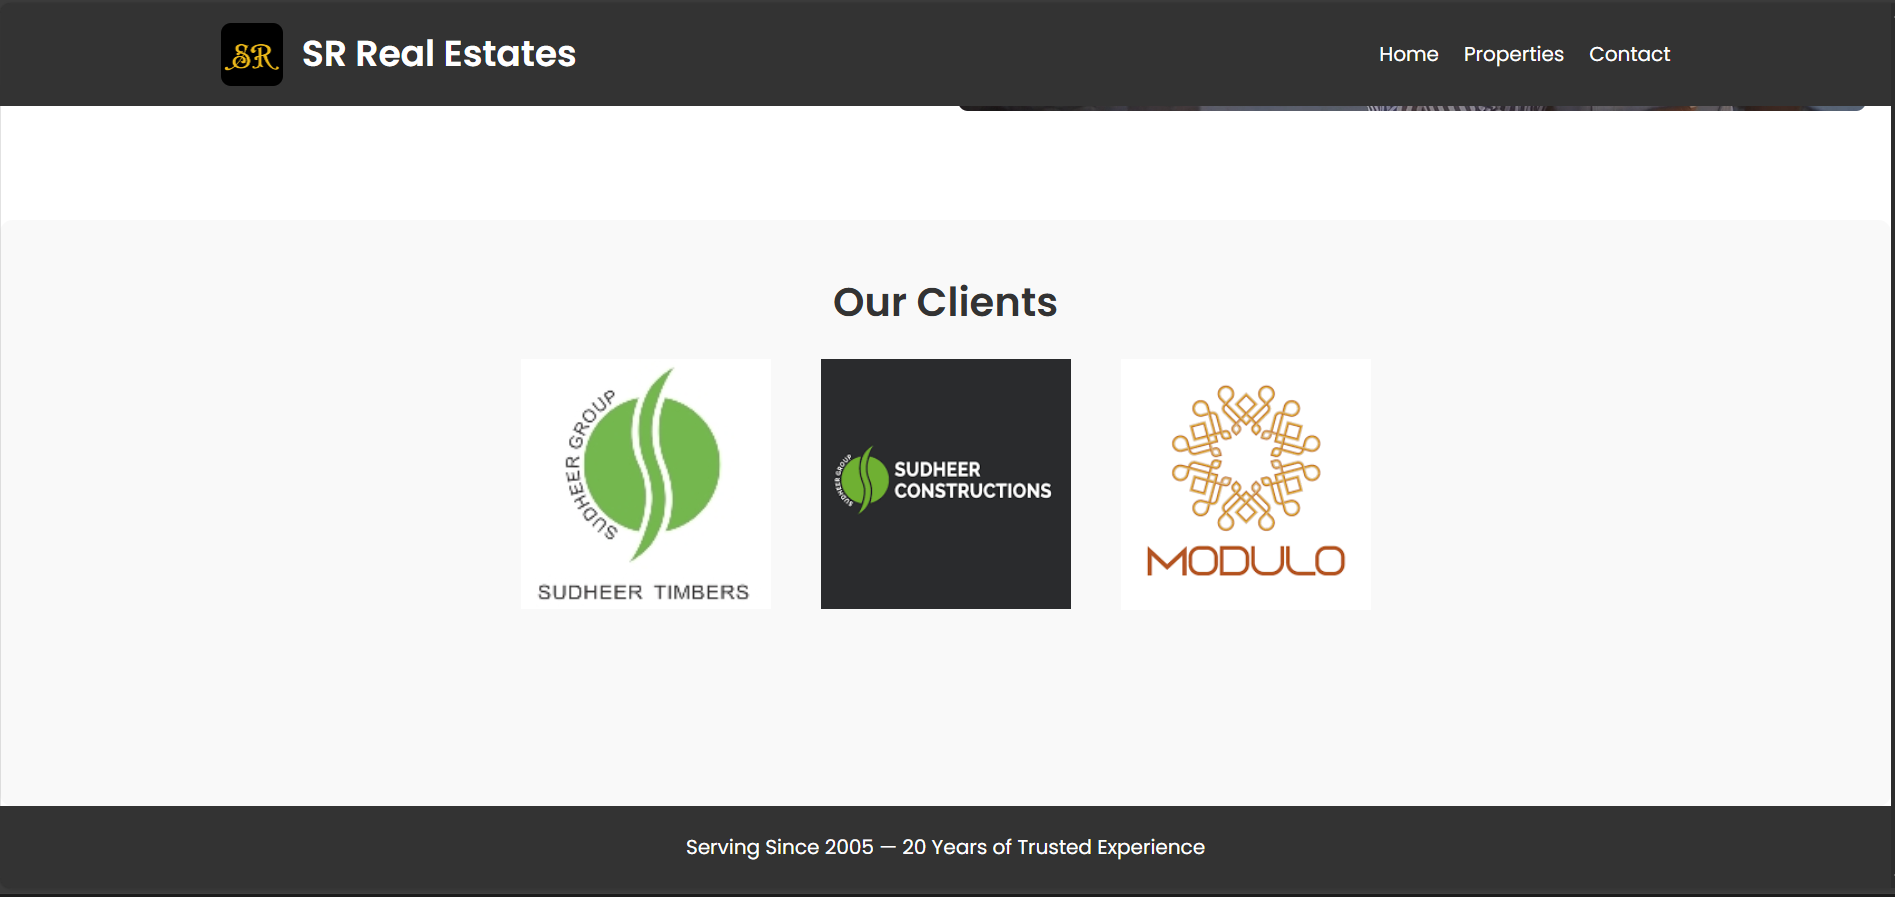 SR
SR Real Estates
Home
Properties
Contact
Our Clients
SUDHEER GROUP
SUDHEER TIMBERS
SUDHEER GROUP
SUDHEER
CONSTRUCTIONS
MODULO
Serving Since 2005 — 20 Years of Trusted Experience